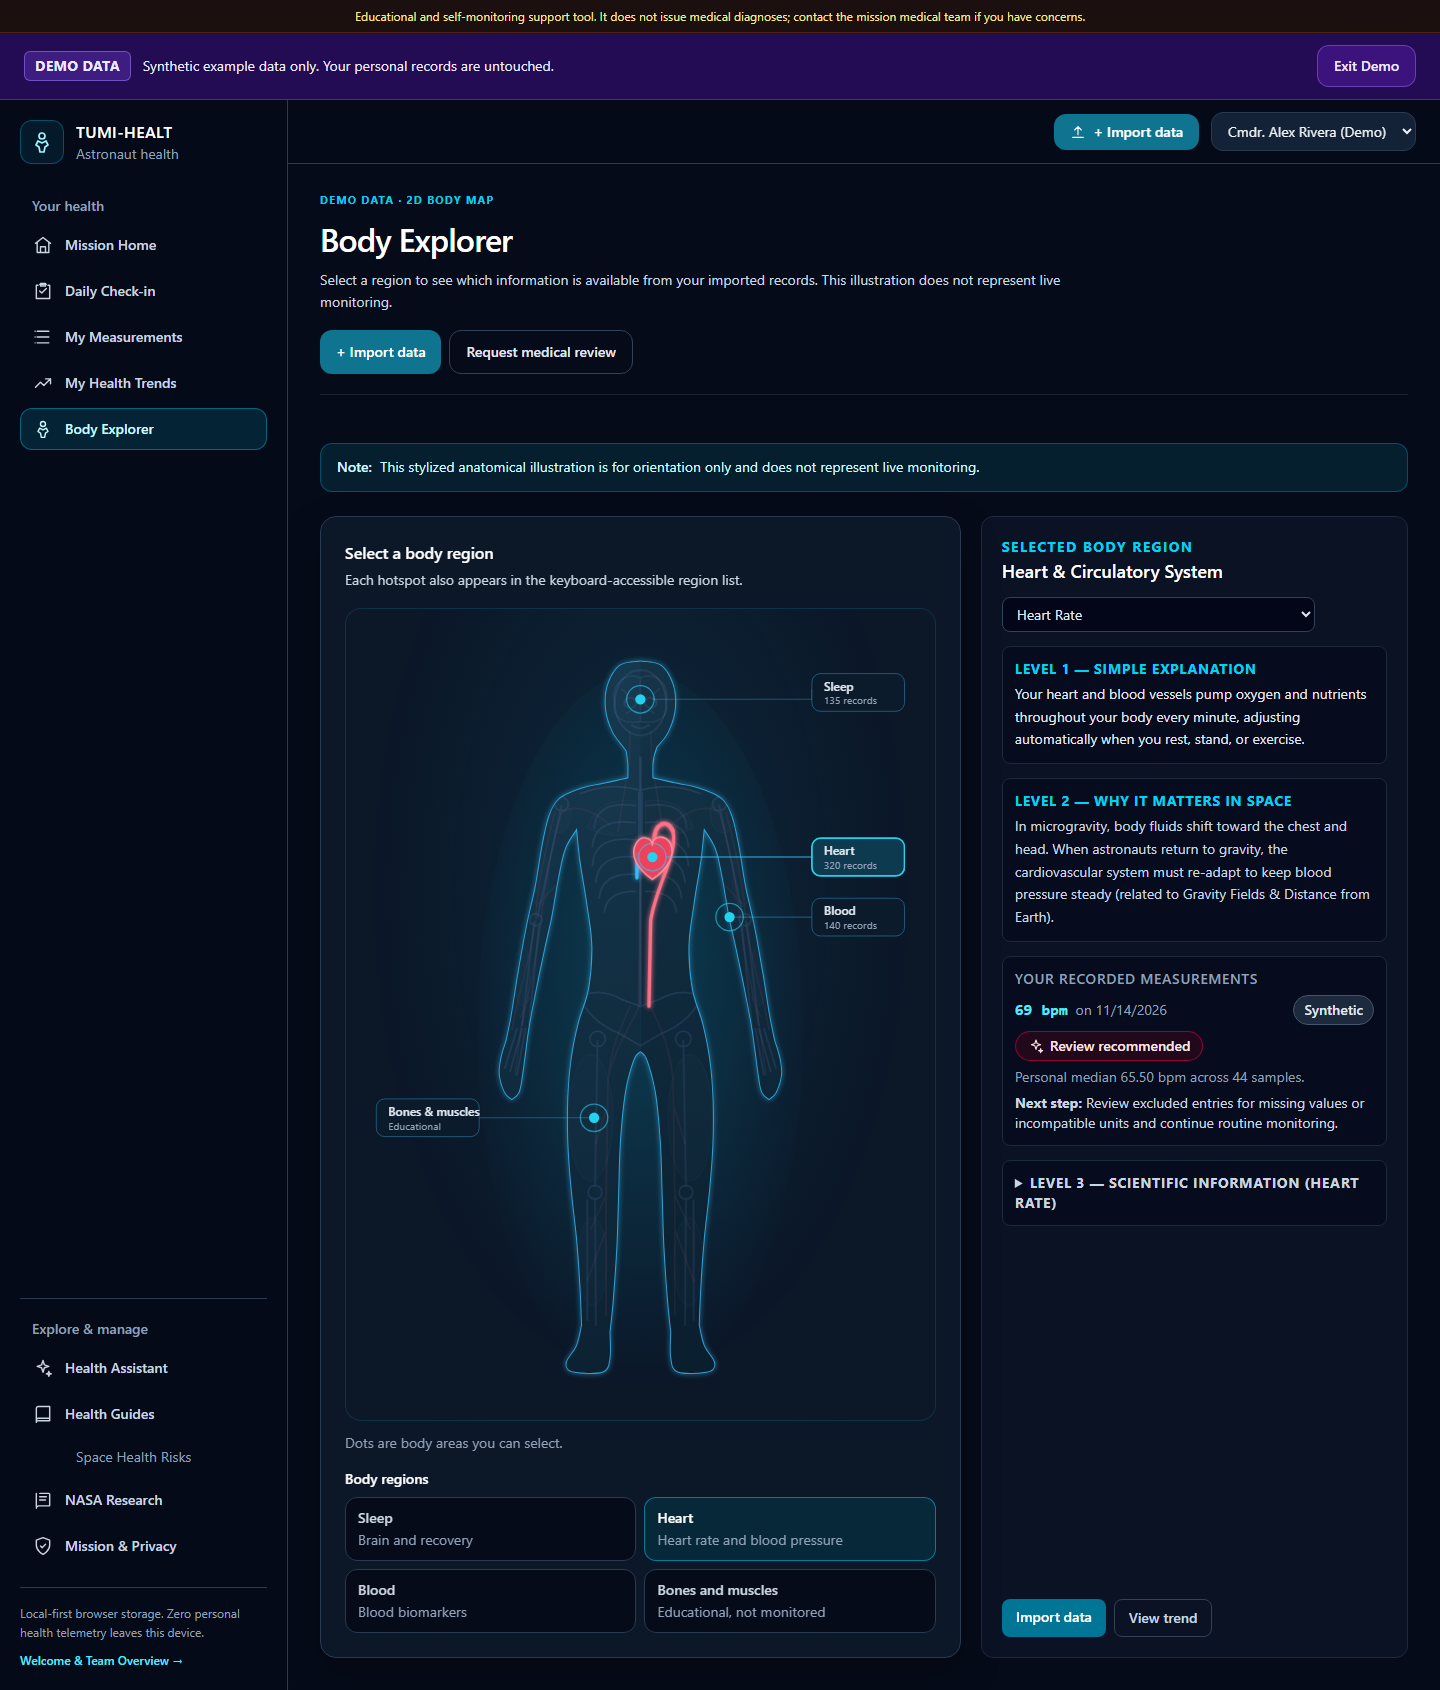 Educational and self-monitoring support tool. It does not issue medical diagnoses; contact the mission medical team if you have concerns.
DEMO DATA
Synthetic example data only. Your personal records are untouched.
Exit Demo
TUMI-HEALT
Astronaut health
+ Import data
Cmdr. Alex Rivera (Demo)
Your health
Mission Home
Daily Check-in
My Measurements
My Health Trends
Body Explorer
DEMO DATA · 2D BODY MAP
Body Explorer
Select a region to see which information is available from your imported records. This illustration does not represent live
monitoring.
+ Import data
Request medical review
Note: This stylized anatomical illustration is for orientation only and does not represent live monitoring.
Select a body region
Each hotspot also appears in the keyboard-accessible region list.
Sleep
135 records
Heart
320 records
Blood
140 records
Bones & muscles
Educational
Dots are body areas you can select.
Body regions
Sleep
Brain and recovery
Heart
Heart rate and blood pressure
Blood
Blood biomarkers
Bones and muscles
Educational, not monitored
SELECTED BODY REGION
Heart & Circulatory System
Heart Rate
LEVEL 1 — SIMPLE EXPLANATION
Your heart and blood vessels pump oxygen and nutrients
throughout your body every minute, adjusting
automatically when you rest, stand, or exercise.
LEVEL 2 — WHY IT MATTERS IN SPACE
In microgravity, body fluids shift toward the chest and
head. When astronauts return to gravity, the
cardiovascular system must re-adapt to keep blood
pressure steady (related to Gravity Fields & Distance from
Earth).
YOUR RECORDED MEASUREMENTS
69 bpm on 11/14/2026
Synthetic
Review recommended
Personal median 65.50 bpm across 44 samples.
Next step: Review excluded entries for missing values or
incompatible units and continue routine monitoring.
▶ LEVEL 3 — SCIENTIFIC INFORMATION (HEART
RATE)
Import data
View trend
Explore & manage
Health Assistant
Health Guides
Space Health Risks
NASA Research
Mission & Privacy
Local-first browser storage. Zero personal
health telemetry leaves this device.
Welcome & Team Overview →